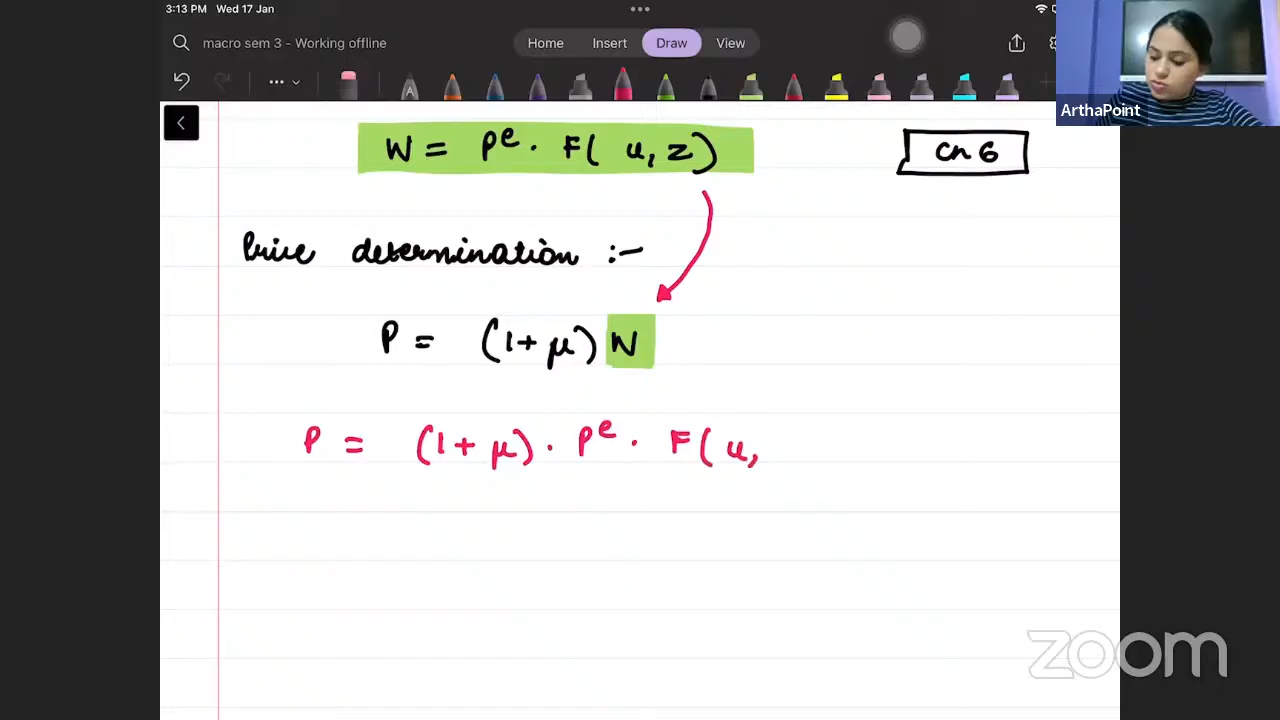 3:13 PM Wed 17 Jan
macro sem 3 - Working offline
Home Insert Draw View
A
ArthaPoint
W = Pᵉ · F( u, z)
Ch 6
Price determination :-
P = (1+ μ) W
P = (1+ μ) · Pᵉ · F( u,
zoom